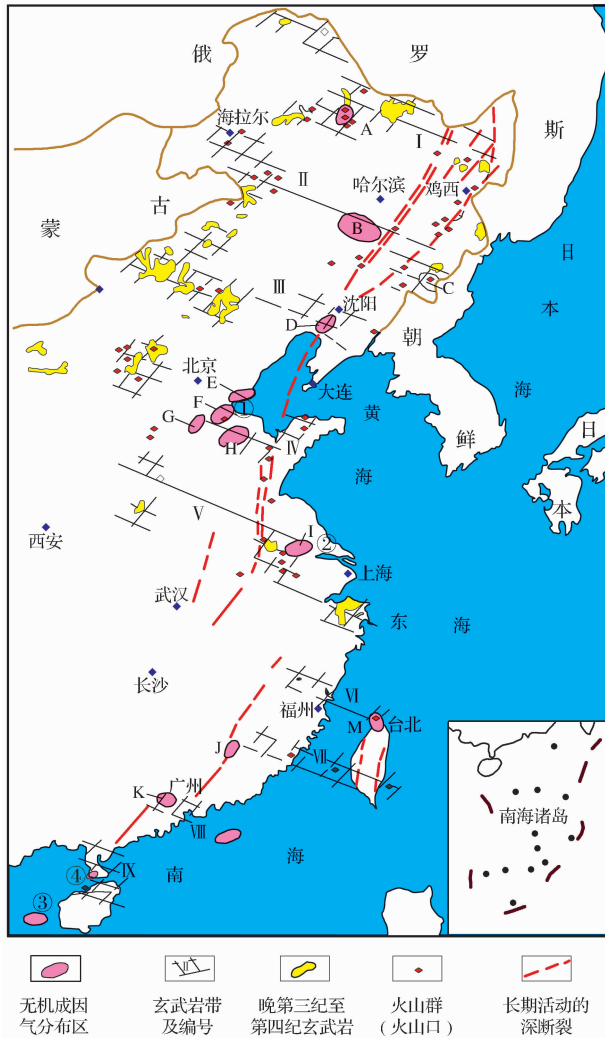 俄
罗
斯
海拉尔
A
I
II
哈尔滨
鸡西
蒙
古
B
日
本
海
III
C
D
沈阳
朝
鲜
北京
E
F
①
大连
黄
海
G
H
IV
日
本
V
I
②
西安
上海
武汉
东
海
长沙
福州
VI
M
台北
J
VII
K
广州
VIII
南
海
④
IX
③
南海诸岛
VII
无机成因
气分布区
玄武岩带
及编号
晚第三纪至
第四纪玄武岩
火山群
(火山口)
长期活动的
深断裂